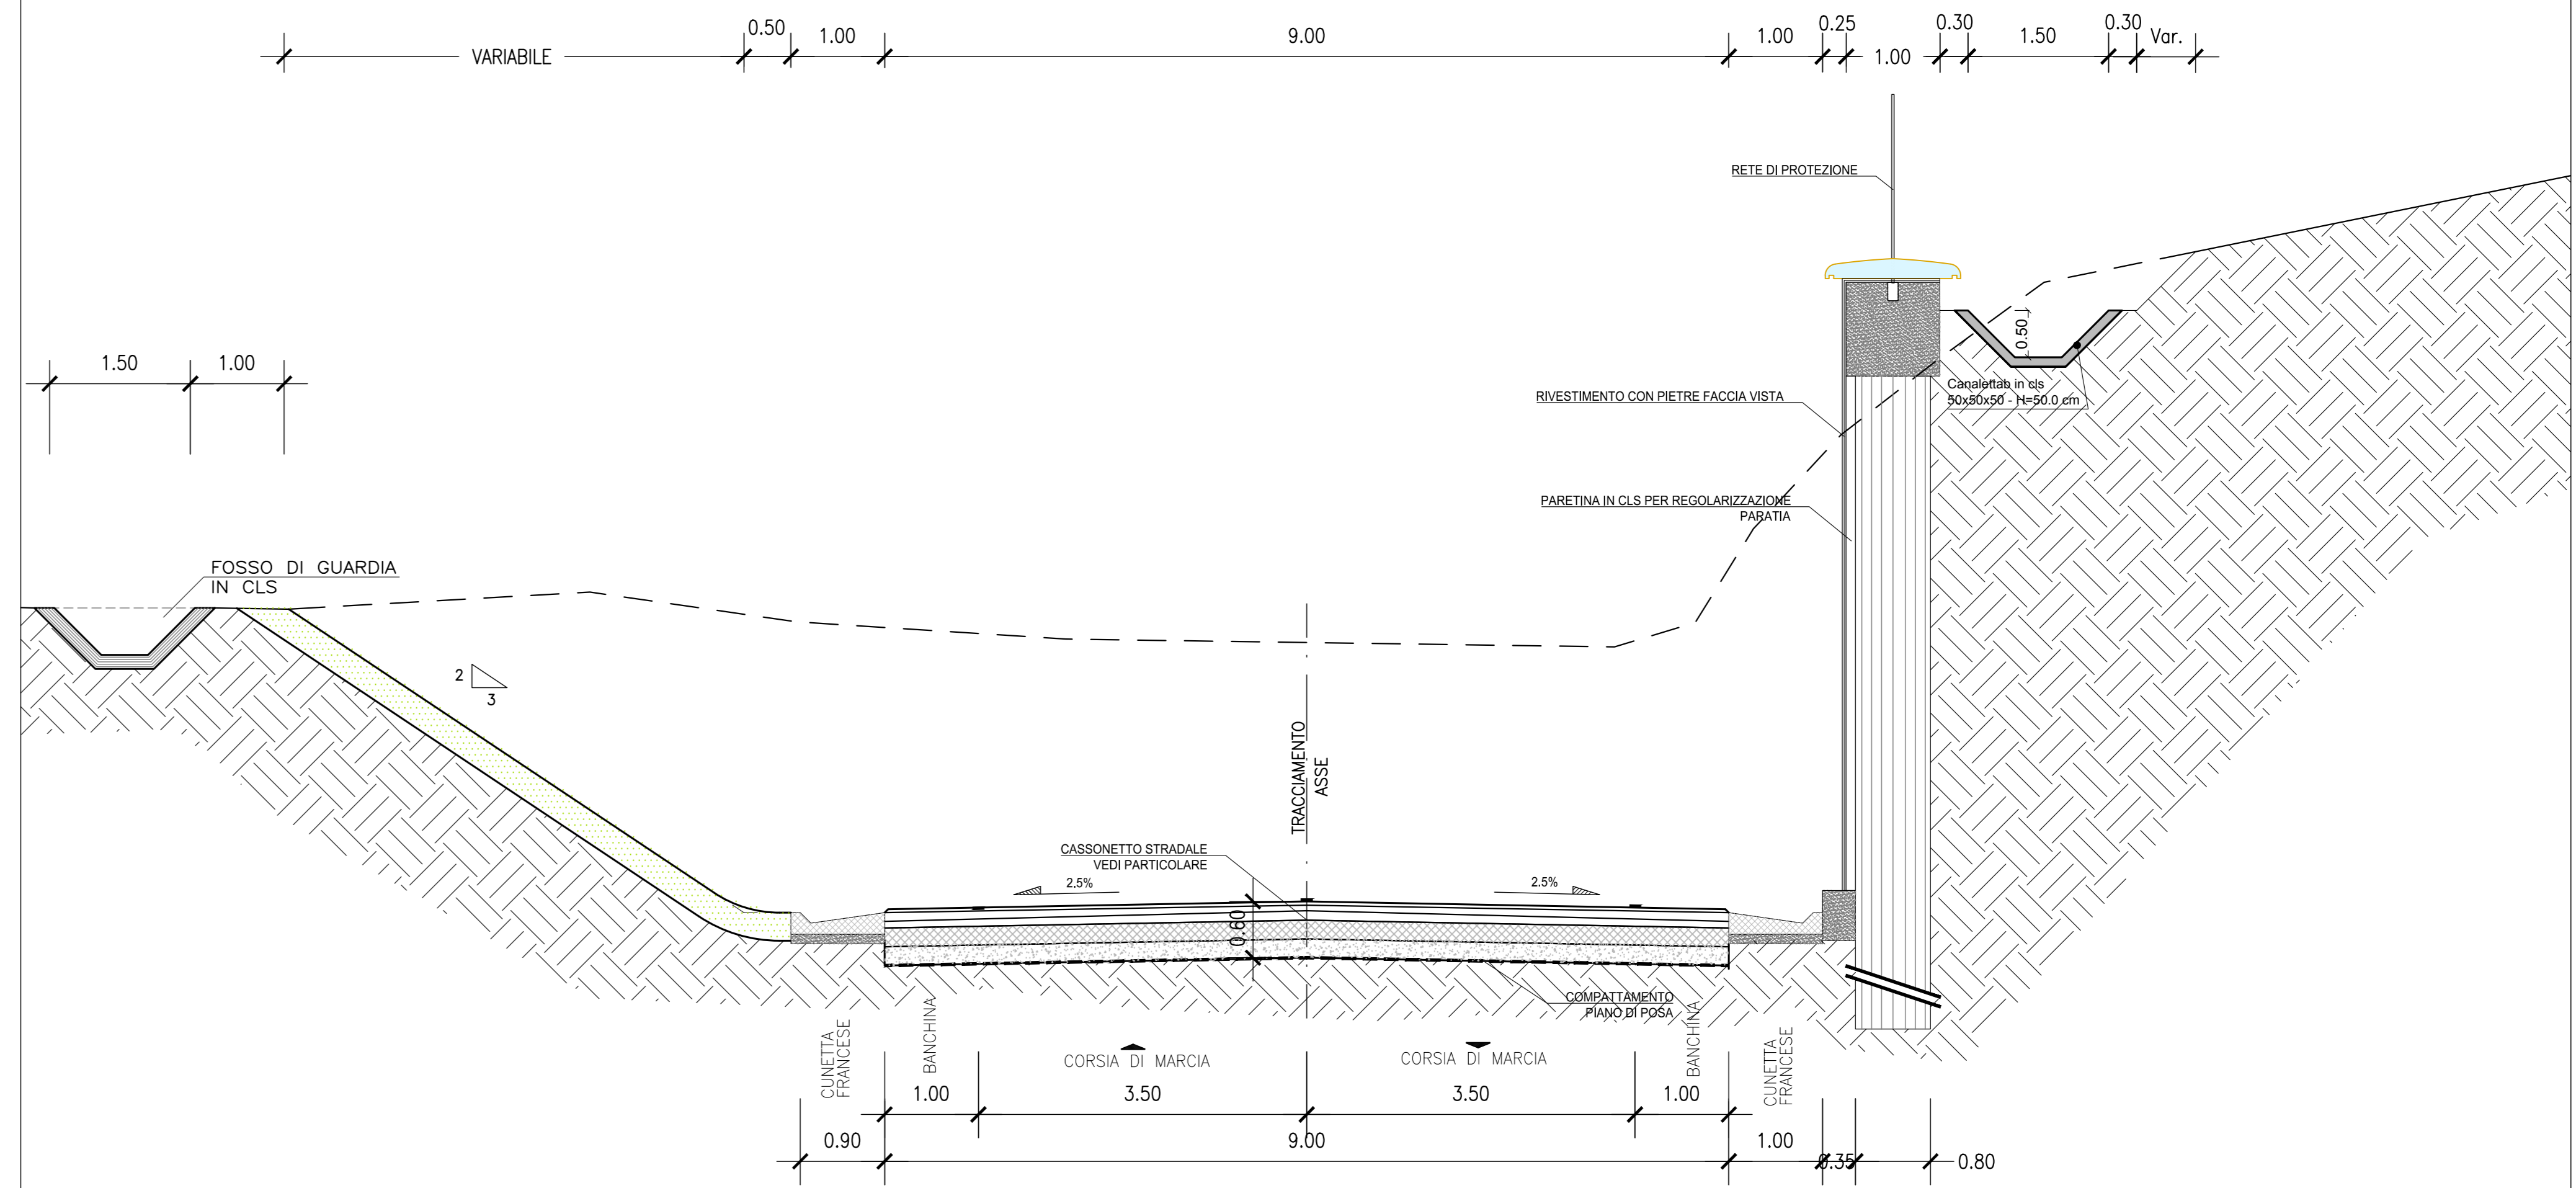 0.50
1.00
9.00
1.00
0.25
0.30
0.30
VARIABILE
1.00
1.50
Var.
RETE DI PROTEZIONE
0.50
1.50
1.00
Canalettab in cls
50x50x50 - H=50.0 cm
RIVESTIMENTO CON PIETRE FACCIA VISTA
PARETINA IN CLS PER REGOLARIZZAZIONE
PARATIA
FOSSO DI GUARDIA
IN CLS
2
3
TRACCIAMENTO
ASSE
CASSONETTO STRADALE
VEDI PARTICOLARE
2.5%
2.5%
0.60
COMPATTAMENTO
PIANO DI POSA
CUNETTA
FRANCESE
BANCHINA
CORSIA DI MARCIA
CORSIA DI MARCIA
BANCHINA
CUNETTA
FRANCESE
1.00
3.50
3.50
1.00
0.90
9.00
1.00
0.35
0.80